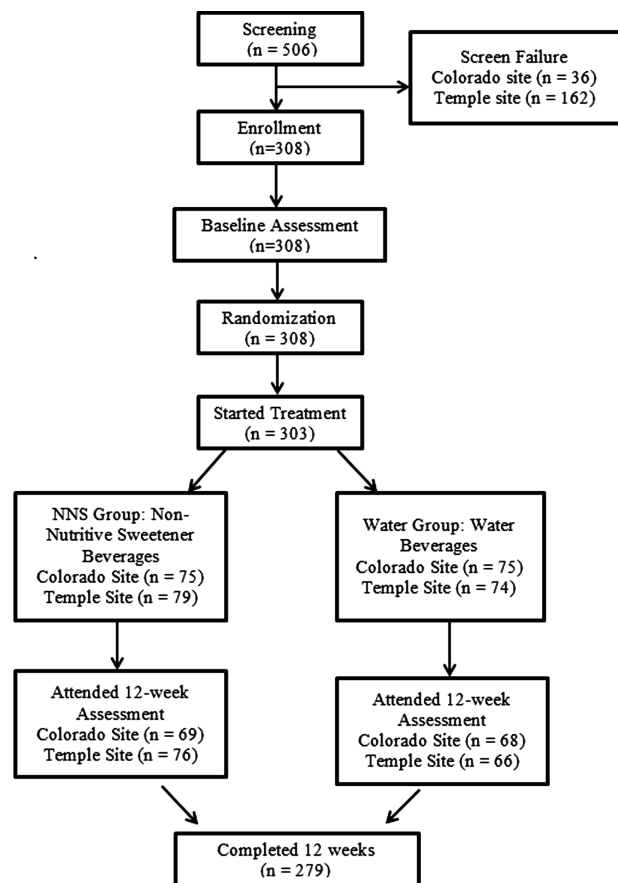 Screening
(n = 506)
Screen Failure
Colorado site (n = 36)
Temple site (n = 162)
Enrollment
(n=308)
Baseline Assessment
(n=308)
Randomization
(n = 308)
Started Treatment
(n = 303)
NNS Group: Non-
Nutritive Sweetener
Beverages
Colorado Site (n = 75)
Temple Site (n = 79)
Water Group: Water
Beverages
Colorado Site (n = 75)
Temple Site (n = 74)
Attended 12-week
Assessment
Colorado Site (n = 69)
Temple Site (n = 76)
Attended 12-week
Assessment
Colorado Site (n = 68)
Temple Site (n = 66)
Completed 12 weeks
(n = 279)